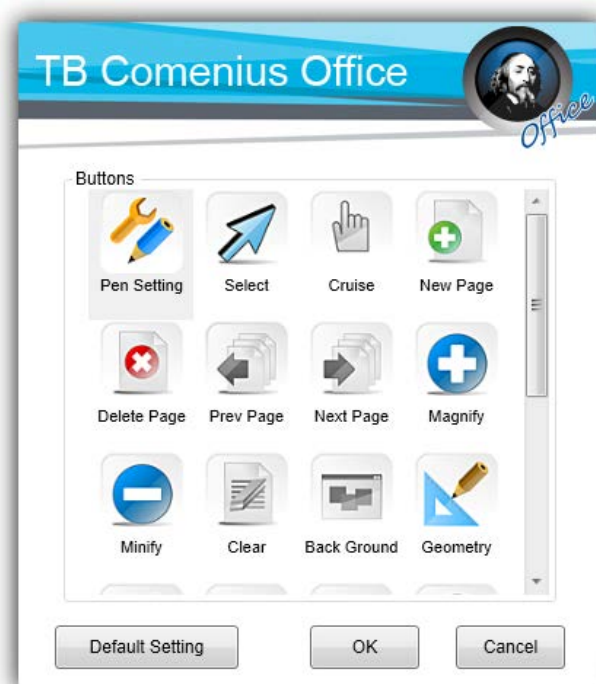 TB Comenius Office
Office
Buttons
Pen Setting Select Cruise New Page
Delete Page Prev Page Next Page Magnify
Minify Clear Back Ground Geometry
Default Setting OK Cancel